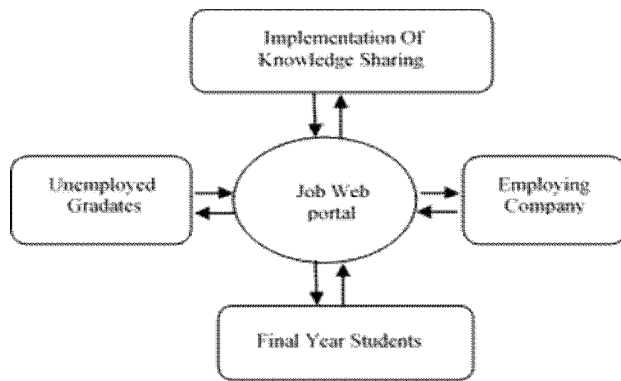 Implementation Of
Knowledge Sharing
Unemployed
Gradates
Job Web
portal
Employing
Company
Final Year Students